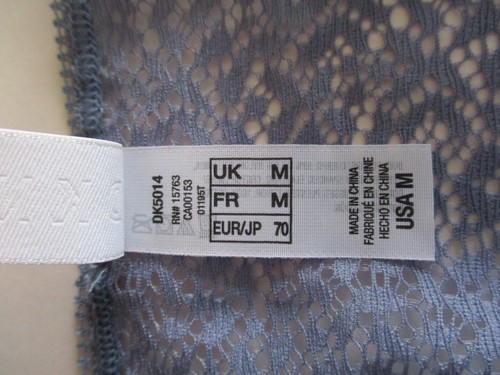 DK5014
RN# 15763
CA00153
01195T
UK M
FR M
EUR/JP 70
MADE IN CHINA
FABRIQUÉ EN CHINE
HECHO EN CHINA
USA M